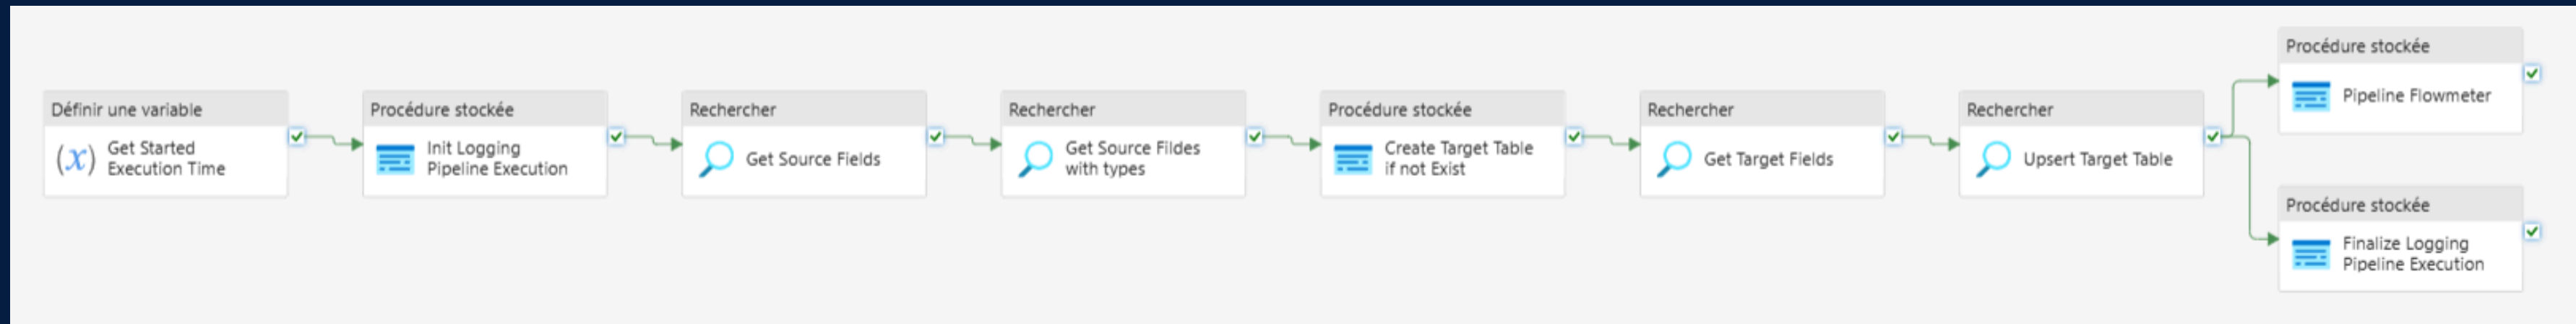 Définir une variable
(x) Get Started
Execution Time
Procédure stockée
Init Logging
Pipeline Execution
Rechercher
Get Source Fields
Rechercher
Get Source Fildes
with types
Procédure stockée
Create Target Table
if not Exist
Rechercher
Get Target Fields
Rechercher
Upsert Target Table
Procédure stockée
Pipeline Flowmeter
Procédure stockée
Finalize Logging
Pipeline Execution